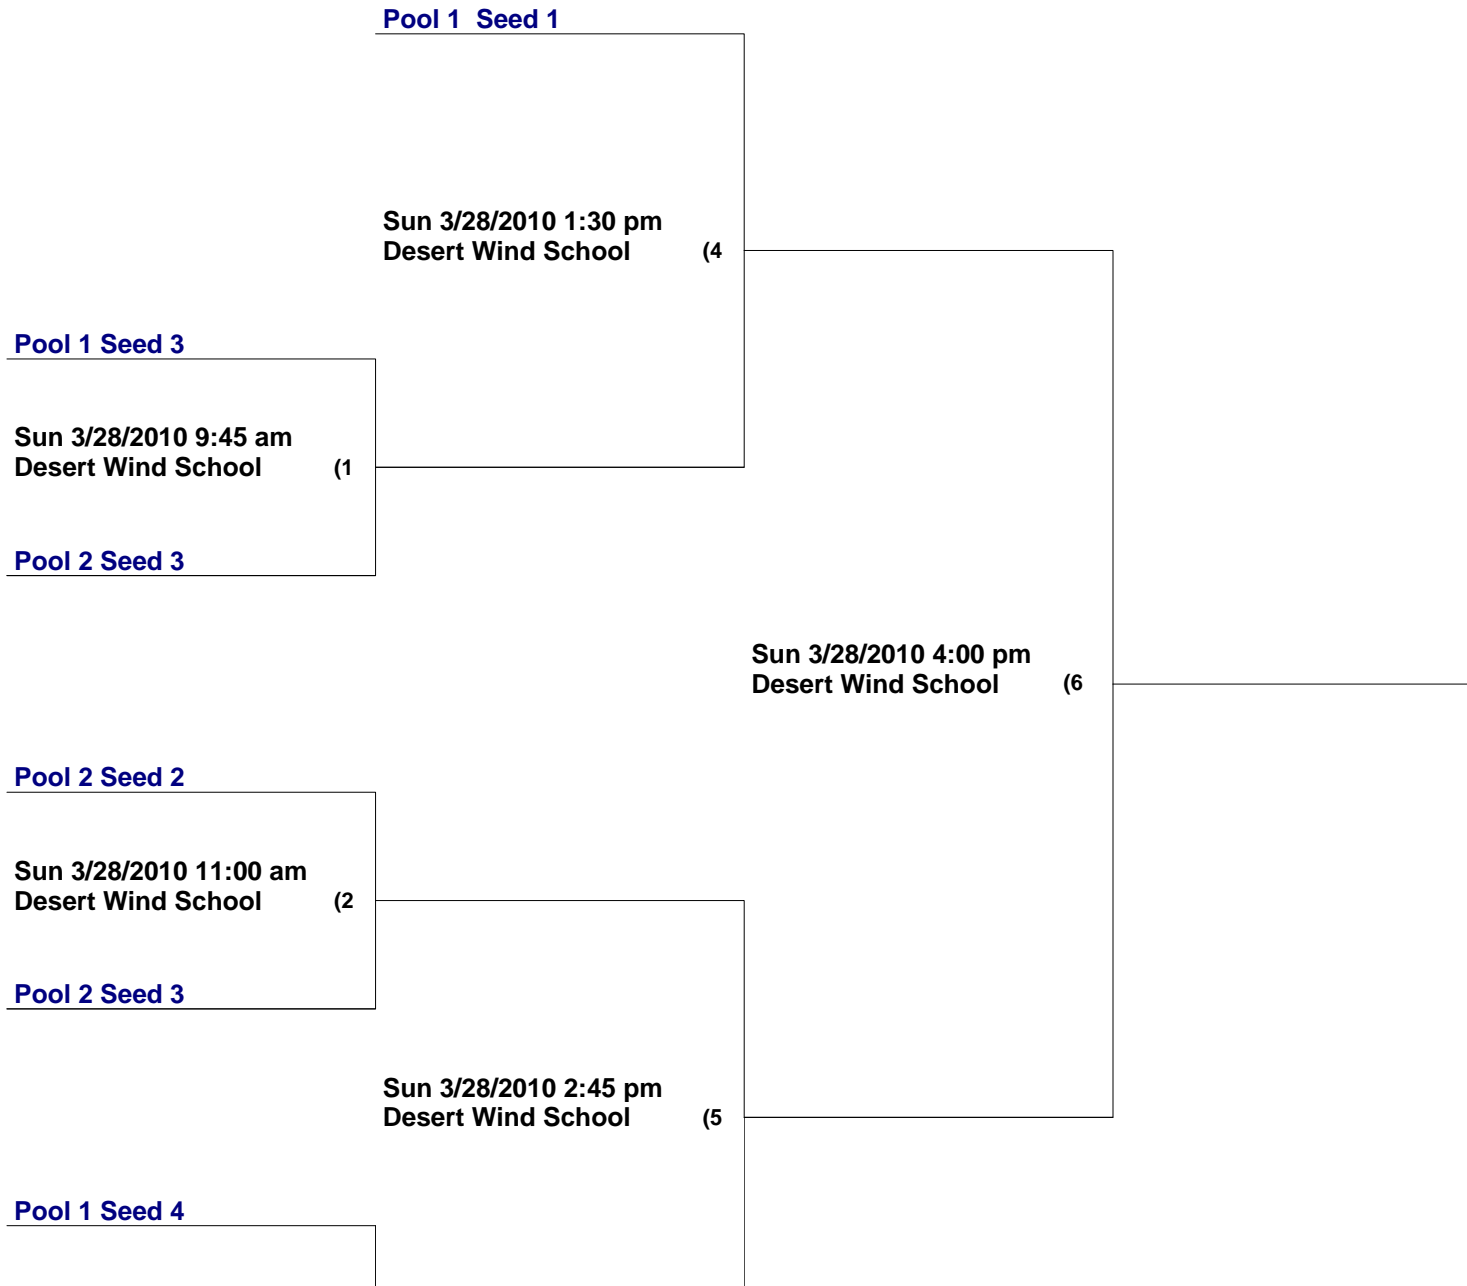 Pool 1  Seed 1
Sun 3/28/2010 1:30 pm
Desert Wind School (4
Pool 1 Seed 3
Sun 3/28/2010 9:45 am
Desert Wind School (1
Pool 2 Seed 3
Sun 3/28/2010 4:00 pm
Desert Wind School (6
Pool 2 Seed 2
Sun 3/28/2010 11:00 am
Desert Wind School (2
Pool 2 Seed 3
Sun 3/28/2010 2:45 pm
Desert Wind School (5
Pool 1 Seed 4